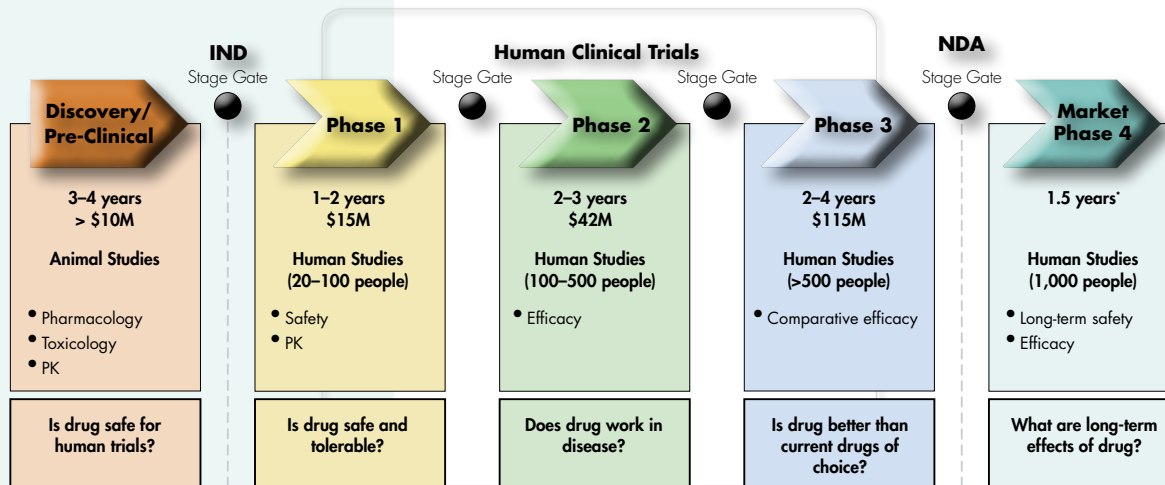 IND
Stage Gate
Human Clinical Trials
Stage Gate
Stage Gate
NDA
Stage Gate
Discovery/
Pre-Clinical
3–4 years
> $10M
Animal Studies
• Pharmacology
• Toxicology
• PK
Is drug safe for
human trials?
Phase 1
1–2 years
$15M
Human Studies
(20–100 people)
• Safety
• PK
Is drug safe and
tolerable?
Phase 2
2–3 years
$42M
Human Studies
(100–500 people)
• Efficacy
Does drug work in
disease?
Phase 3
2–4 years
$115M
Human Studies
(>500 people)
• Comparative efficacy
Is drug better than
current drugs of
choice?
Market
Phase 4
1.5 years*
Human Studies
(1,000 people)
• Long-term safety
• Efficacy
What are long-term
effects of drug?